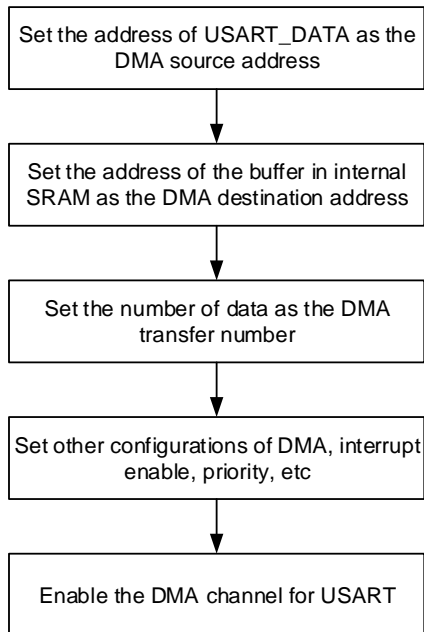 Set the address of USART_DATA as the
DMA source address
Set the address of the buffer in internal
SRAM as the DMA destination address
Set the number of data as the DMA
transfer number
Set other configurations of DMA, interrupt
enable, priority, etc
Enable the DMA channel for USART